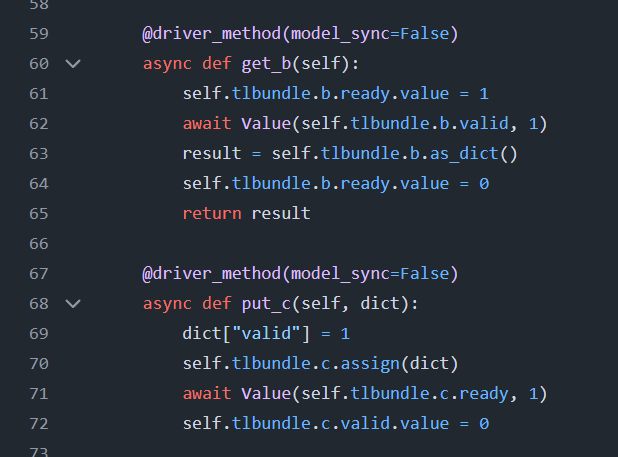 58
59 @driver_method(model_sync=False)
60 async def get_b(self):
61 self.tlbundle.b.ready.value = 1
62 await Value(self.tlbundle.b.valid, 1)
63 result = self.tlbundle.b.as_dict()
64 self.tlbundle.b.ready.value = 0
65 return result
66
67 @driver_method(model_sync=False)
68 async def put_c(self, dict):
69 dict["valid"] = 1
70 self.tlbundle.c.assign(dict)
71 await Value(self.tlbundle.c.ready, 1)
72 self.tlbundle.c.valid.value = 0
73